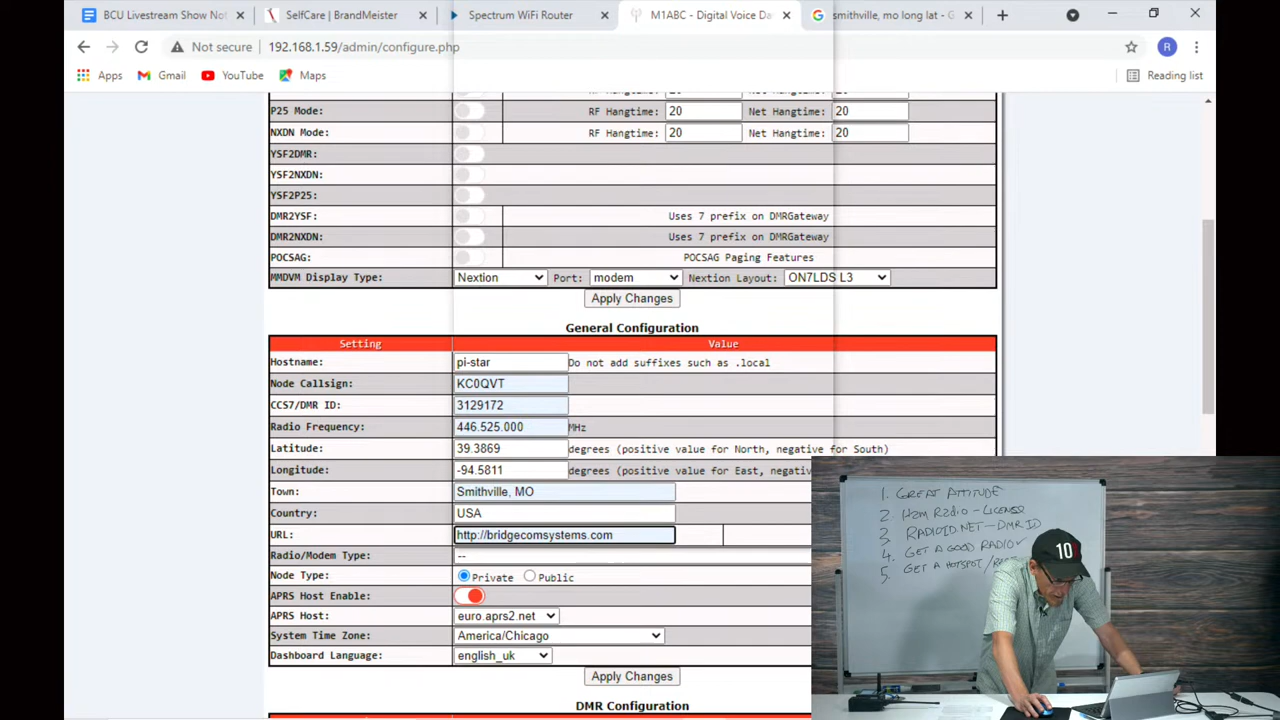 BCU Livestream Show Not
SelfCare | BrandMeister
Spectrum WiFi Router
M1ABC - Digital Voice Da
smithville, mo long lat - G
Not secure | 192.168.1.59/admin/configure.php
R
Apps Gmail YouTube Maps Reading list
P25 Mode: RF Hangtime: 20 Net Hangtime: 20
NXDN Mode: RF Hangtime: 20 Net Hangtime: 20
YSF2DMR:
YSF2NXDN:
YSF2P25:
DMR2YSF: Uses 7 prefix on DMRGateway
DMR2NXDN: Uses 7 prefix on DMRGateway
POCSAG: POCSAG Paging Features
MMDVM Display Type: Nextion Port: modem Nextion Layout: ON7LDS L3
Apply Changes
General Configuration
Setting Value
Hostname: pi-star Do not add suffixes such as .local
Node Callsign: KC0QVT
CCS7/DMR ID: 3129172
Radio Frequency: 446.525.000 MHz
Latitude: 39.3869 degrees (positive value for North, negative for South)
Longitude: -94.5811 degrees (positive value for East, negativ
Town: Smithville, MO
Country: USA
URL: http://bridgecomsystems.com
Radio/Modem Type: --
Node Type: Private Public
APRS Host Enable:
APRS Host: euro.aprs2.net
System Time Zone: America/Chicago
Dashboard Language: english_uk
Apply Changes
DMR Configuration
1. GREAT ATTITUDE
2. HAM RADIO - LICENSE
3. RADIOID.NET - DMR ID
4. GET A GOOD RADIO ✓
5. GET A HOTSPOT /
10